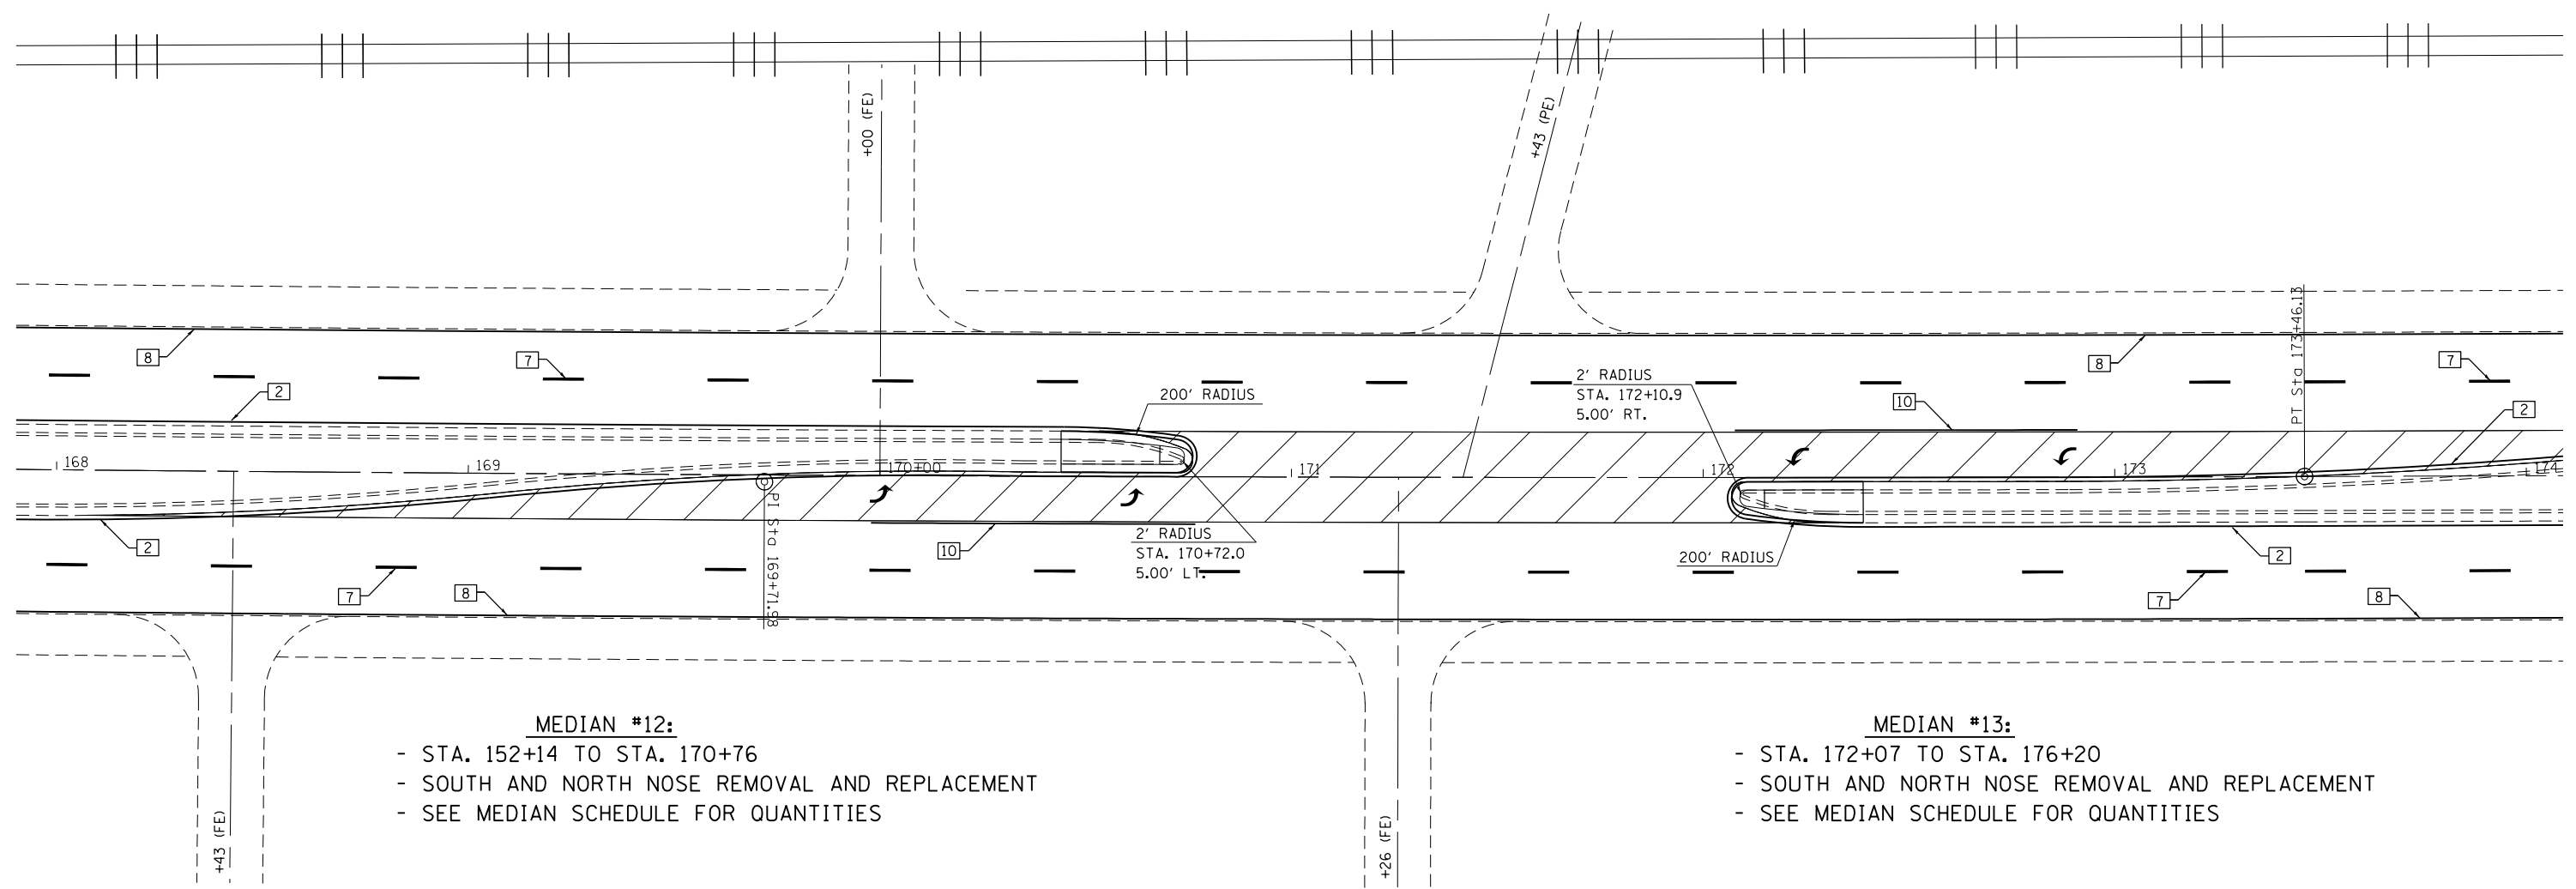 +00 (FE)
+43 (PE)
PT Sta 173+46.13
8
7
2
200' RADIUS
2' RADIUS
STA. 172+10.9
5.00' RT.
10
8
7
2
168
169
170+00
171
172
173
174
2
7
8
PI Sta 169+71.98
10
2' RADIUS
STA. 170+72.0
5.00' LT.
200' RADIUS
2
7
8
+43 (FE)
+26 (FE)
MEDIAN #12:
- STA. 152+14 TO STA. 170+76
- SOUTH AND NORTH NOSE REMOVAL AND REPLACEMENT
- SEE MEDIAN SCHEDULE FOR QUANTITIES
MEDIAN #13:
- STA. 172+07 TO STA. 176+20
- SOUTH AND NORTH NOSE REMOVAL AND REPLACEMENT
- SEE MEDIAN SCHEDULE FOR QUANTITIES